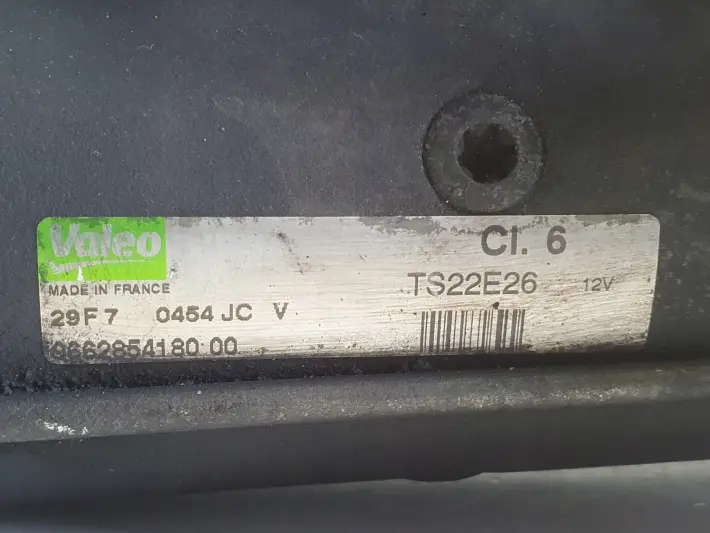 Valeo
Cl. 6
MADE IN FRANCE
TS22E26 12V
29F7 0454 JC V
9662854180 00